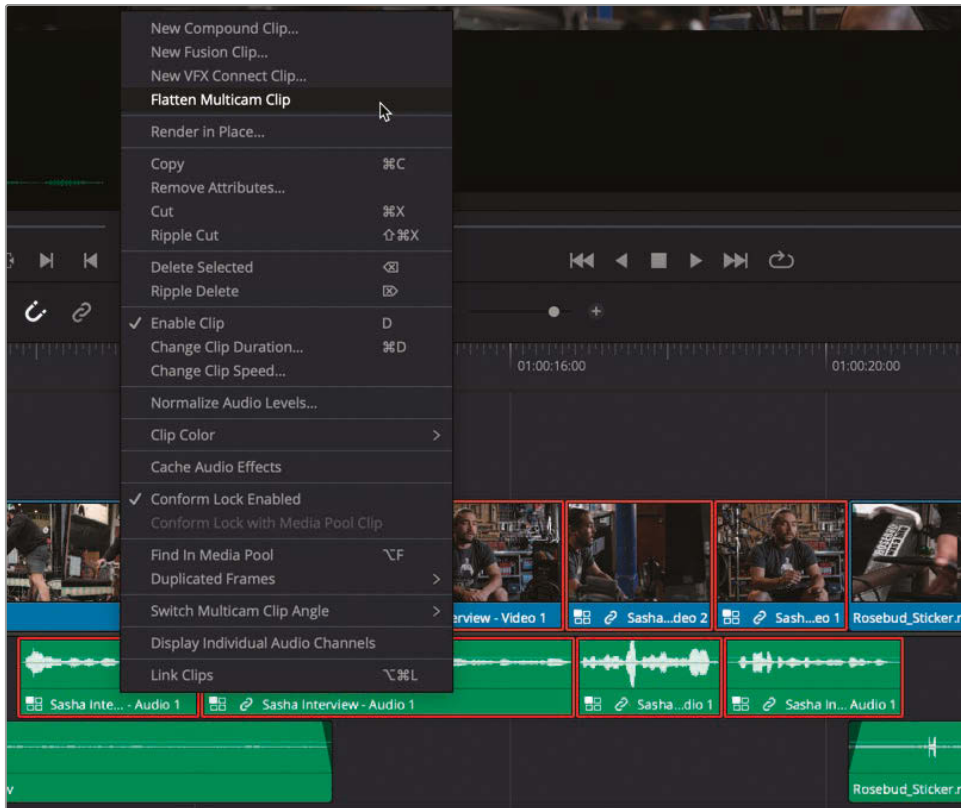 New Compound Clip...
New Fusion Clip...
New VFX Connect Clip...
Flatten Multicam Clip
Render in Place...
Copy ⌘C
Remove Attributes...
Cut ⌘X
Ripple Cut ⇧⌘X
Delete Selected ⌫
Ripple Delete ⌦
✓ Enable Clip D
Change Clip Duration... ⌘D
Change Clip Speed...
Normalize Audio Levels...
Clip Color >
Cache Audio Effects
✓ Conform Lock Enabled
Conform Lock with Media Pool Clip
Find In Media Pool ⌥F
Duplicated Frames >
Switch Multicam Clip Angle >
Display Individual Audio Channels
Link Clips ⌥⌘L
01:00:16:00 01:00:20:00
erview - Video 1 Sasha...deo 2 Sash...eo 1 Rosebud_Sticker.r
Sasha Inte... - Audio 1 Sasha Interview - Audio 1 Sasha...dio 1 Sasha In... Audio 1
v Rosebud_Sticker.r